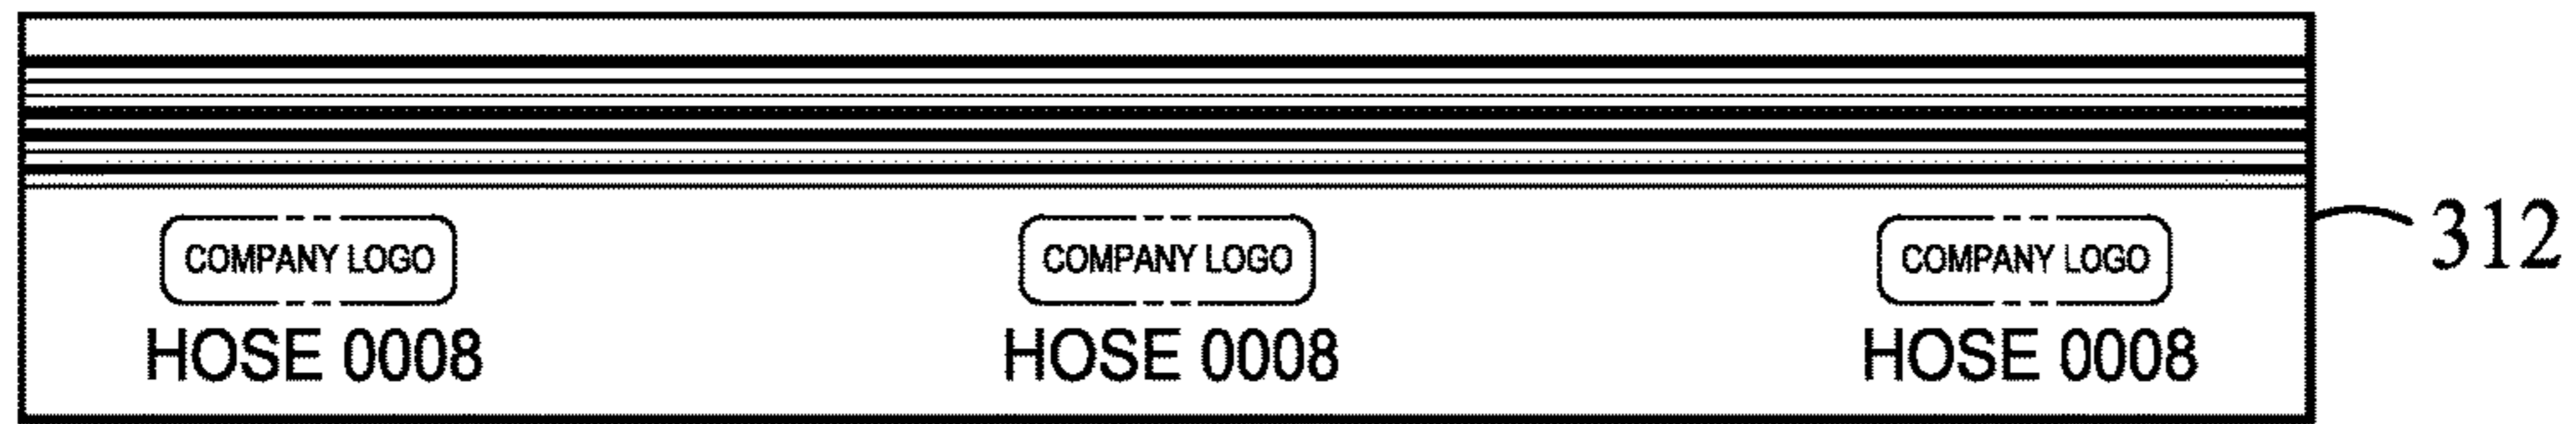 COMPANY LOGO COMPANY LOGO COMPANY LOGO
312
HOSE 0008 HOSE 0008 HOSE 0008